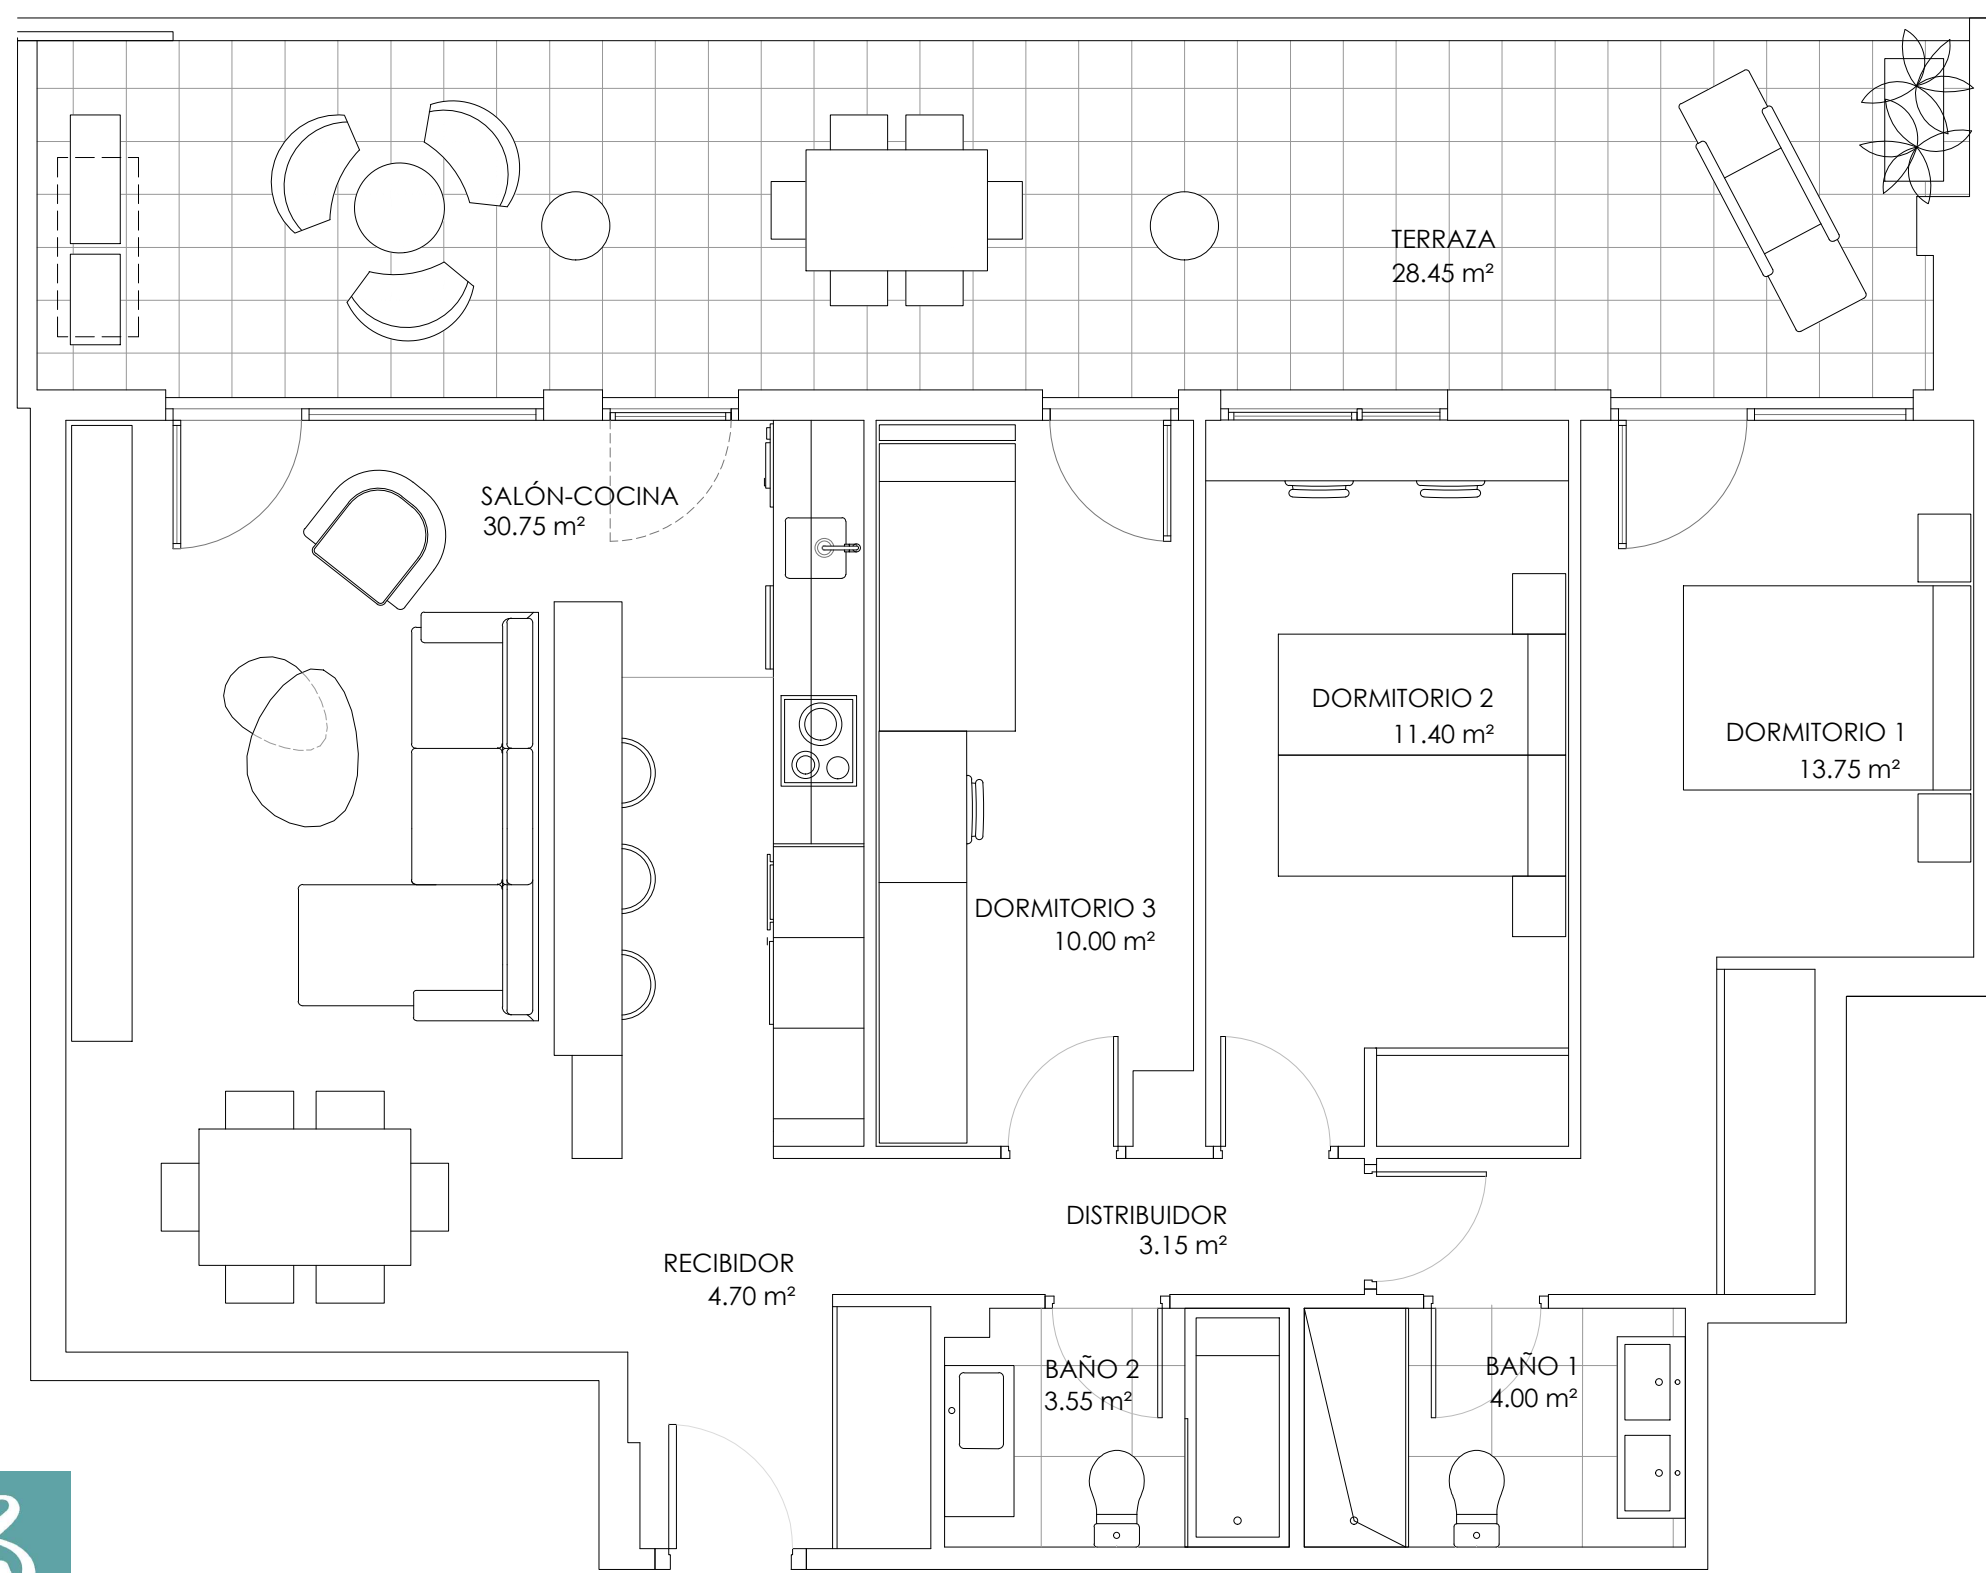 TERRAZA
28.45 m²
SALÓN-COCINA
30.75 m²
DORMITORIO 2
11.40 m²
DORMITORIO 1
13.75 m²
DORMITORIO 3
10.00 m²
DISTRIBUIDOR
3.15 m²
RECIBIDOR
4.70 m²
BAÑO 2
3.55 m²
BAÑO 1
4.00 m²